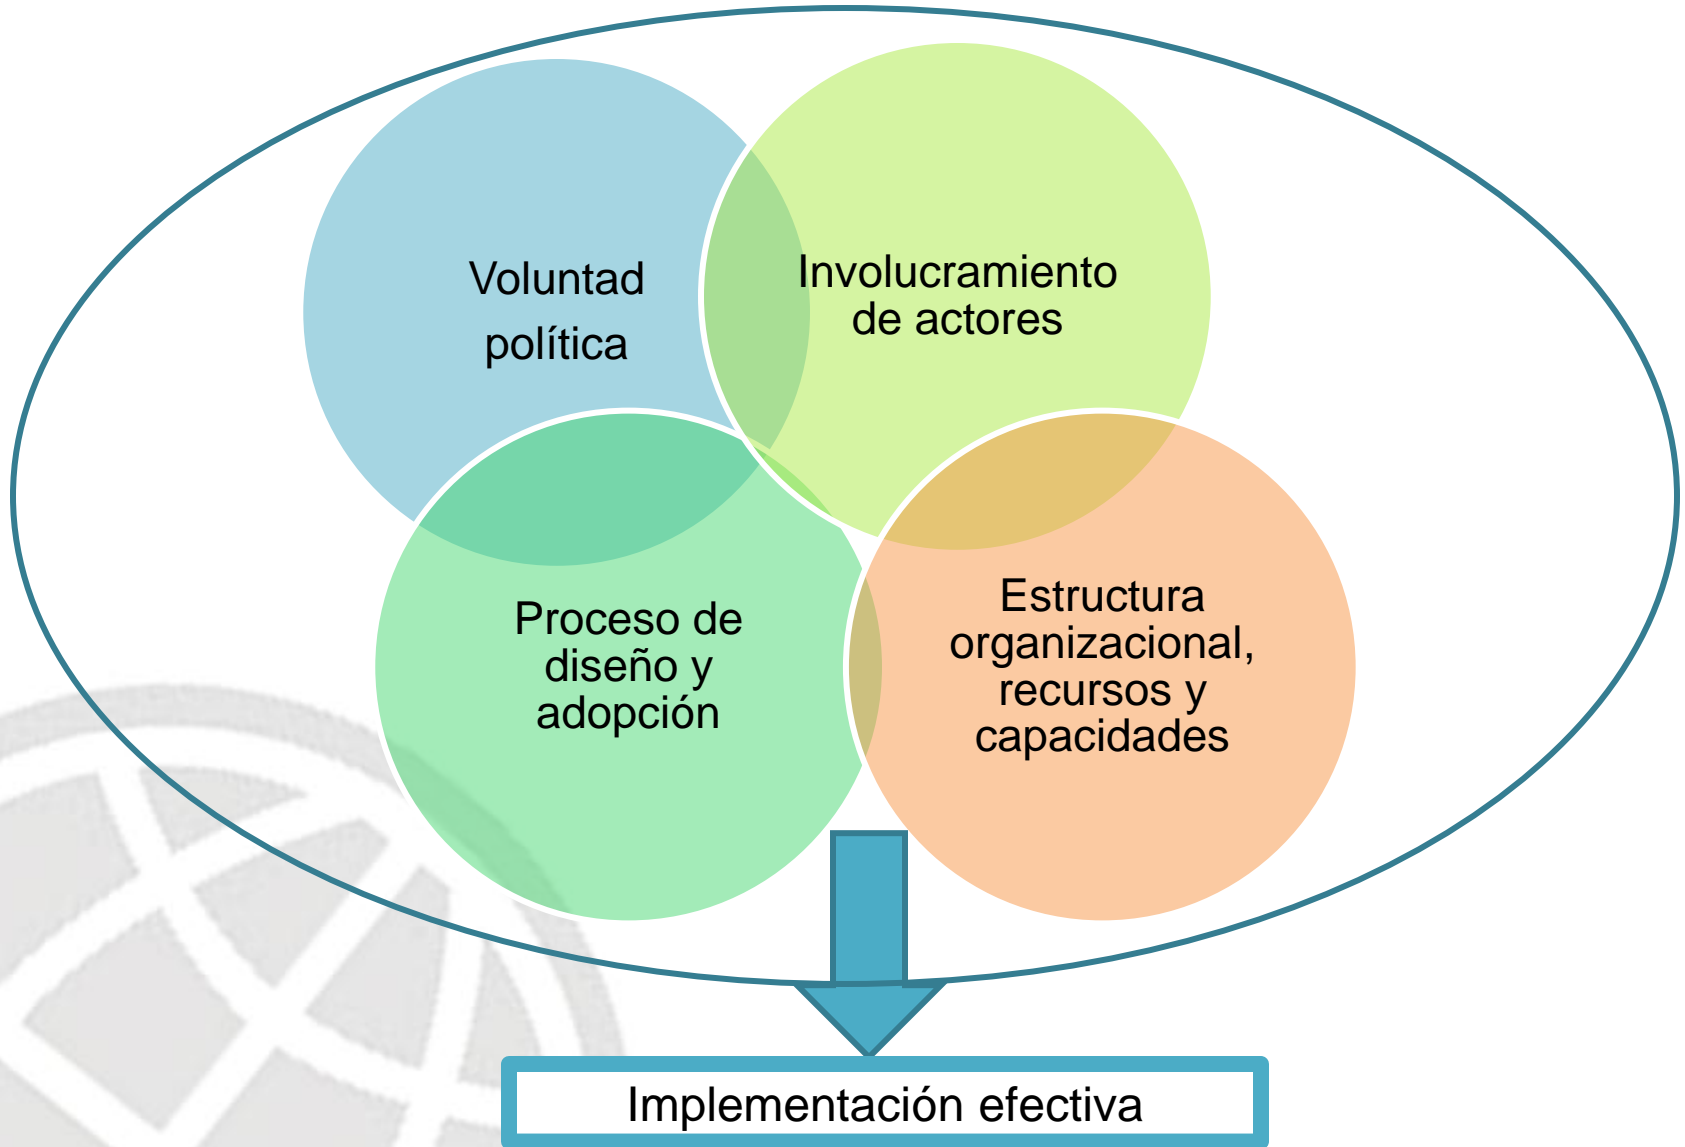 Voluntad
política
Involucramiento
de actores
Proceso de
diseño y
adopción
Estructura
organizacional,
recursos y
capacidades
Implementación efectiva